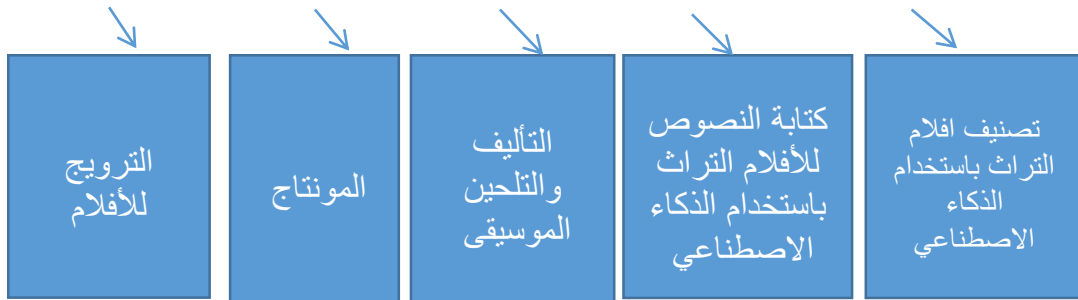 تصنيف افلام
التراث باستخدام
الذكاء
الاصطناعي
كتابة النصوص
للأفلام التراث
باستخدام الذكاء
الاصطناعي
التأليف
والتلحين
الموسيقى
المونتاج
الترويج
للأفلام